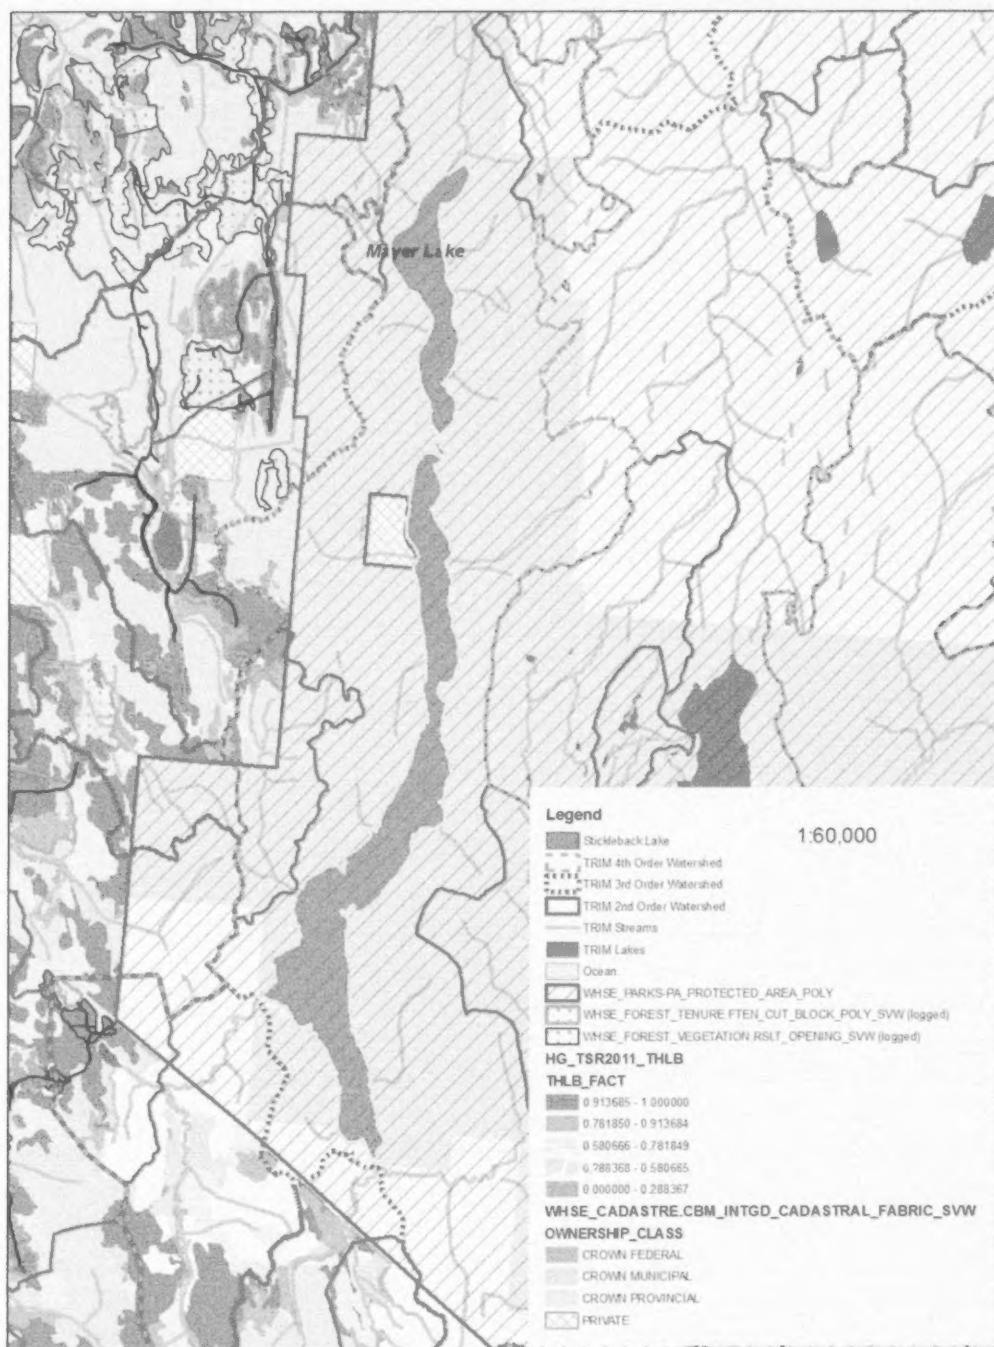 Mayer Lake
Legend
1:60,000
Stickleback Lake
TRIM 4th Order Watershed
TRIM 3rd Order Watershed
TRIM 2nd Order Watershed
TRIM Streams
TRIM Lakes
Ocean
WHSE_PARKS-PA_PROTECTED_AREA_POLY
WHSE_FOREST_TENURE.FTEN_CUT_BLOCK_POLY_SVW (logged)
WHSE_FOREST_VEGETATION.RSLT_OPENING_SVW (logged)
HG_TSR2011_THLB
THLB_FACT
0.913685 - 1.000000
0.781850 - 0.913684
0.580666 - 0.781849
0.288368 - 0.580665
0.000000 - 0.288367
WHSE_CADASTRE.CBM_INTGD_CADASTRAL_FABRIC_SVW
OWNERSHIP_CLASS
CROWN FEDERAL
CROWN MUNICIPAL
CROWN PROVINCIAL
PRIVATE